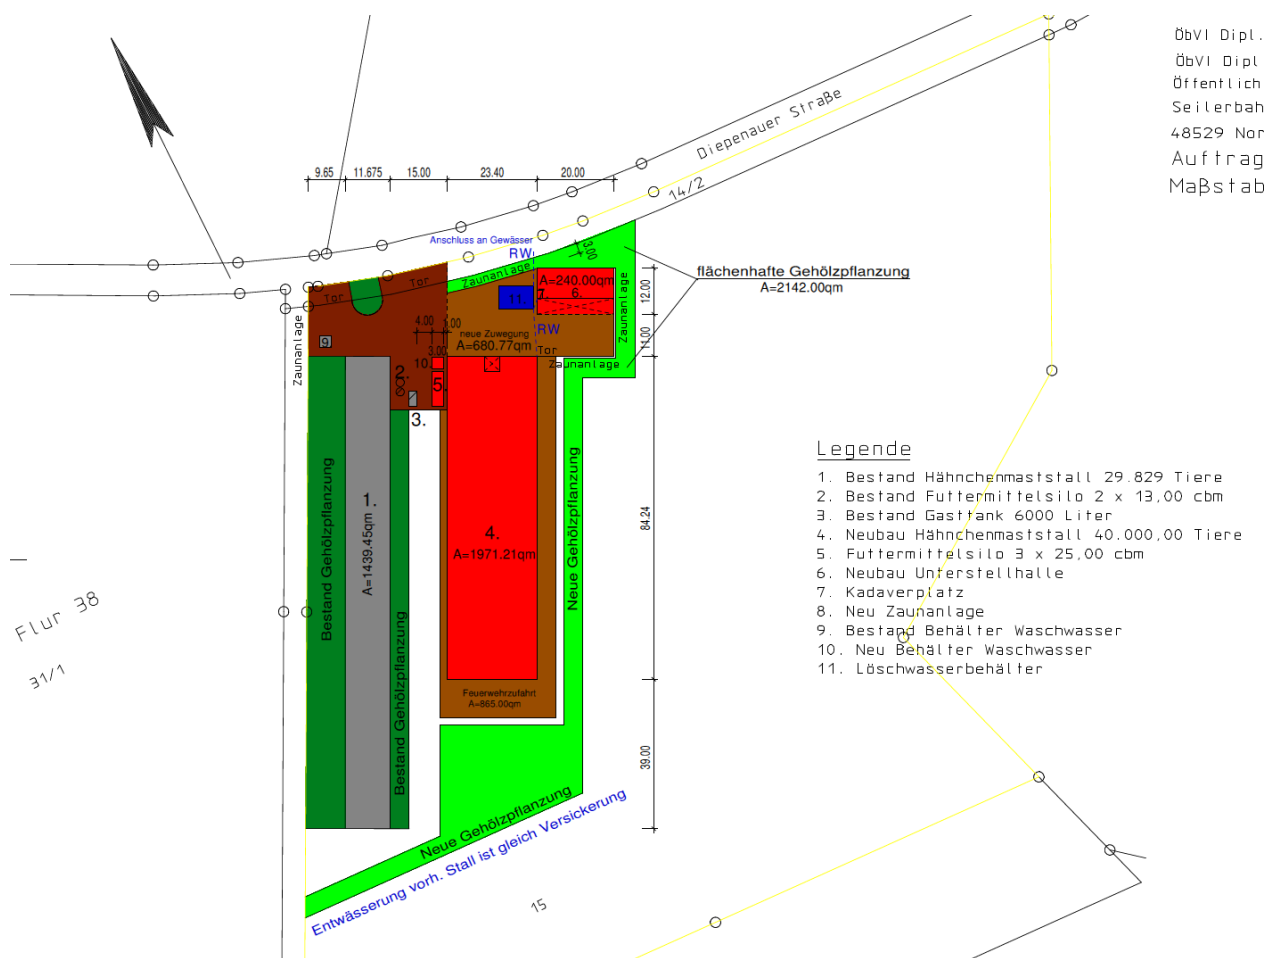 ÖbVI Dipl.
ÖbVI Dipl
Öffentlich
Seilerbah
48529 Nor
Auftrag
Maßstab
Diepenauer Straße
14/2
9.65
11.675
15.00
23.40
20.00
Anschluss an Gewässer
RW
3.00
Zaunanlage
flächenhafte Gehölzpflanzung
A=2142.00qm
Tor
Tor
A=240.00qm
6.
7.
11.
Zaunanlage
12.00
11.00
RW
4.00
1.00
neue Zuwegung
A=680.77qm
Tor
Zaunanlage
Zaunanlage
9
3.00
10.
2.
5.
3.
Bestand Gehölzpflanzung
1.
A=1439.45qm
Bestand Gehölzpflanzung
4.
A=1971.21qm
Neue Gehölzpflanzung
84.24
Feuerwehrzufahrt
A=865.00qm
39.00
Neue Gehölzpflanzung
Entwässerung vorh. Stall ist gleich Versickerung
Flur 38
31/1
15
Legende
1. Bestand Hähnchenmaststall 29.829 Tiere
2. Bestand Futtermittelsilo 2 x 13,00 cbm
3. Bestand Gasttank 6000 Liter
4. Neubau Hähnchenmaststall 40.000,00 Tiere
5. Futtermittelsilo 3 x 25,00 cbm
6. Neubau Unterstellhalle
7. Kadaverplatz
8. Neu Zaunanlage
9. Bestand Behälter Waschwasser
10. Neu Behälter Waschwasser
11. Löschwasserbehälter